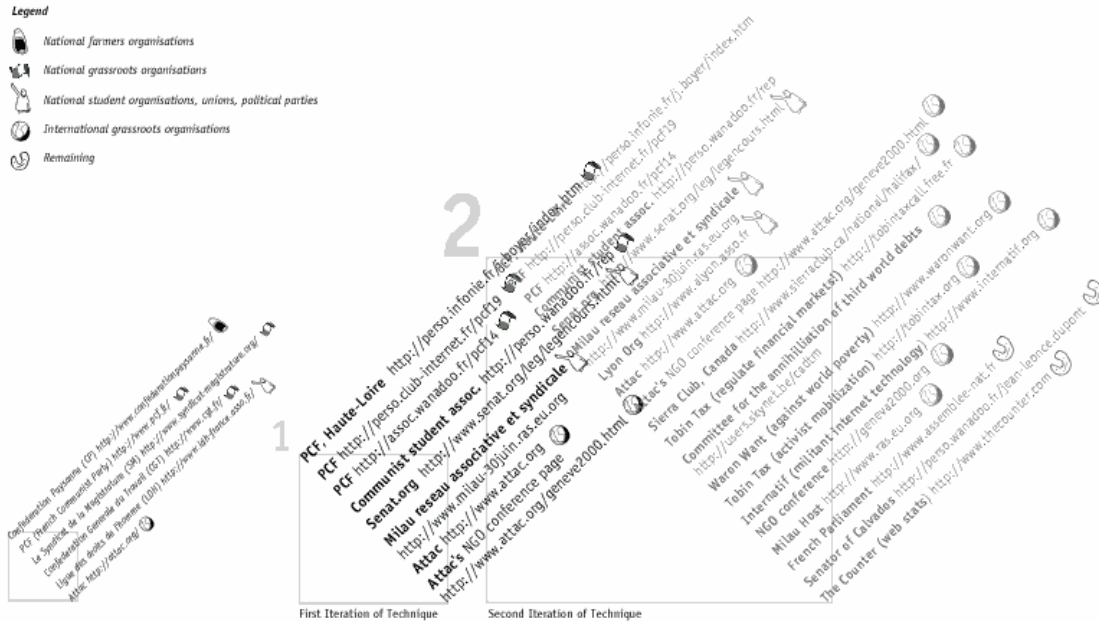 Legend
National farmers organisations
National grassroots organisations
National student organisations, unions, political parties
International grassroots organisations
Remaining
Confederation Paysanne (CP) http://www.confederationpaysanne.fr/
PCF (French Communist Party) http://www.pcf.fr/
Le Syndicat de la Magistrature (SM) http://www.syndicat-magistrature.org/
Confederation Generale du Travail (CGT) http://www.cgt.fr/
Ligue des droits de l'homme (LDH) http://www.ldh-france.asso.fr/
Attac http://attac.org/
1
PCF, Haute-Loire http://perso.infonie.fr/j.boyer/index.htm
PCF http://perso.club-internet.fr/pcf19
PCF http://assoc.wanadoo.fr/pcf14
Communist student assoc. http://perso.wanadoo.fr/rep
Senat.org http://www.senat.org/leg/legencours.html
Milau reseau associative et syndicale
http://www.milau-30juin.ras.eu.org
Attac http://www.attac.org
Attac's NGO conference page
http://www.attac.org/geneve2000.html
First Iteration of Technique
2
http://perso.infonie.fr/j.boyer/index.htm
PCF http://perso.club-internet.fr/pcf19
PCF http://assoc.wanadoo.fr/pcf14
Communist student assoc. http://perso.wanadoo.fr/rep
Senat.org http://www.senat.org/leg/legencours.html
Milau reseau associative et syndicale
http://www.milau-30juin.ras.eu.org
Lyon Org http://www.alyon.asso.fr
Attac http://www.attac.org
Attac's NGO conference page http://www.attac.org/geneve2000.html
Sierra Club, Canada http://www.sierraclub.ca/national/halifax/
Tobin Tax (regulate financial markets!) http://tobintaxcall.free.fr
Committee for the annihiliation of third world debts
http://users.skynet.be/cadtm
Waron Want (against world poverly) http://www.waronwant.org
Tobin Tax (activist mobilization) http://tobintax.org
Internatif (militant Internet technology) http://www.internatif.org
NGO conference http://geneva2000.org
Milau Host http://www.ras.eu.org
French Parliament http://www.assemblee-nat.fr
Senator of Calvados http://perso.wanadoo.fr/jean-leonce.dupont
The Counter (web stats) http://www.thecounter.com
Second Iteration of Technique